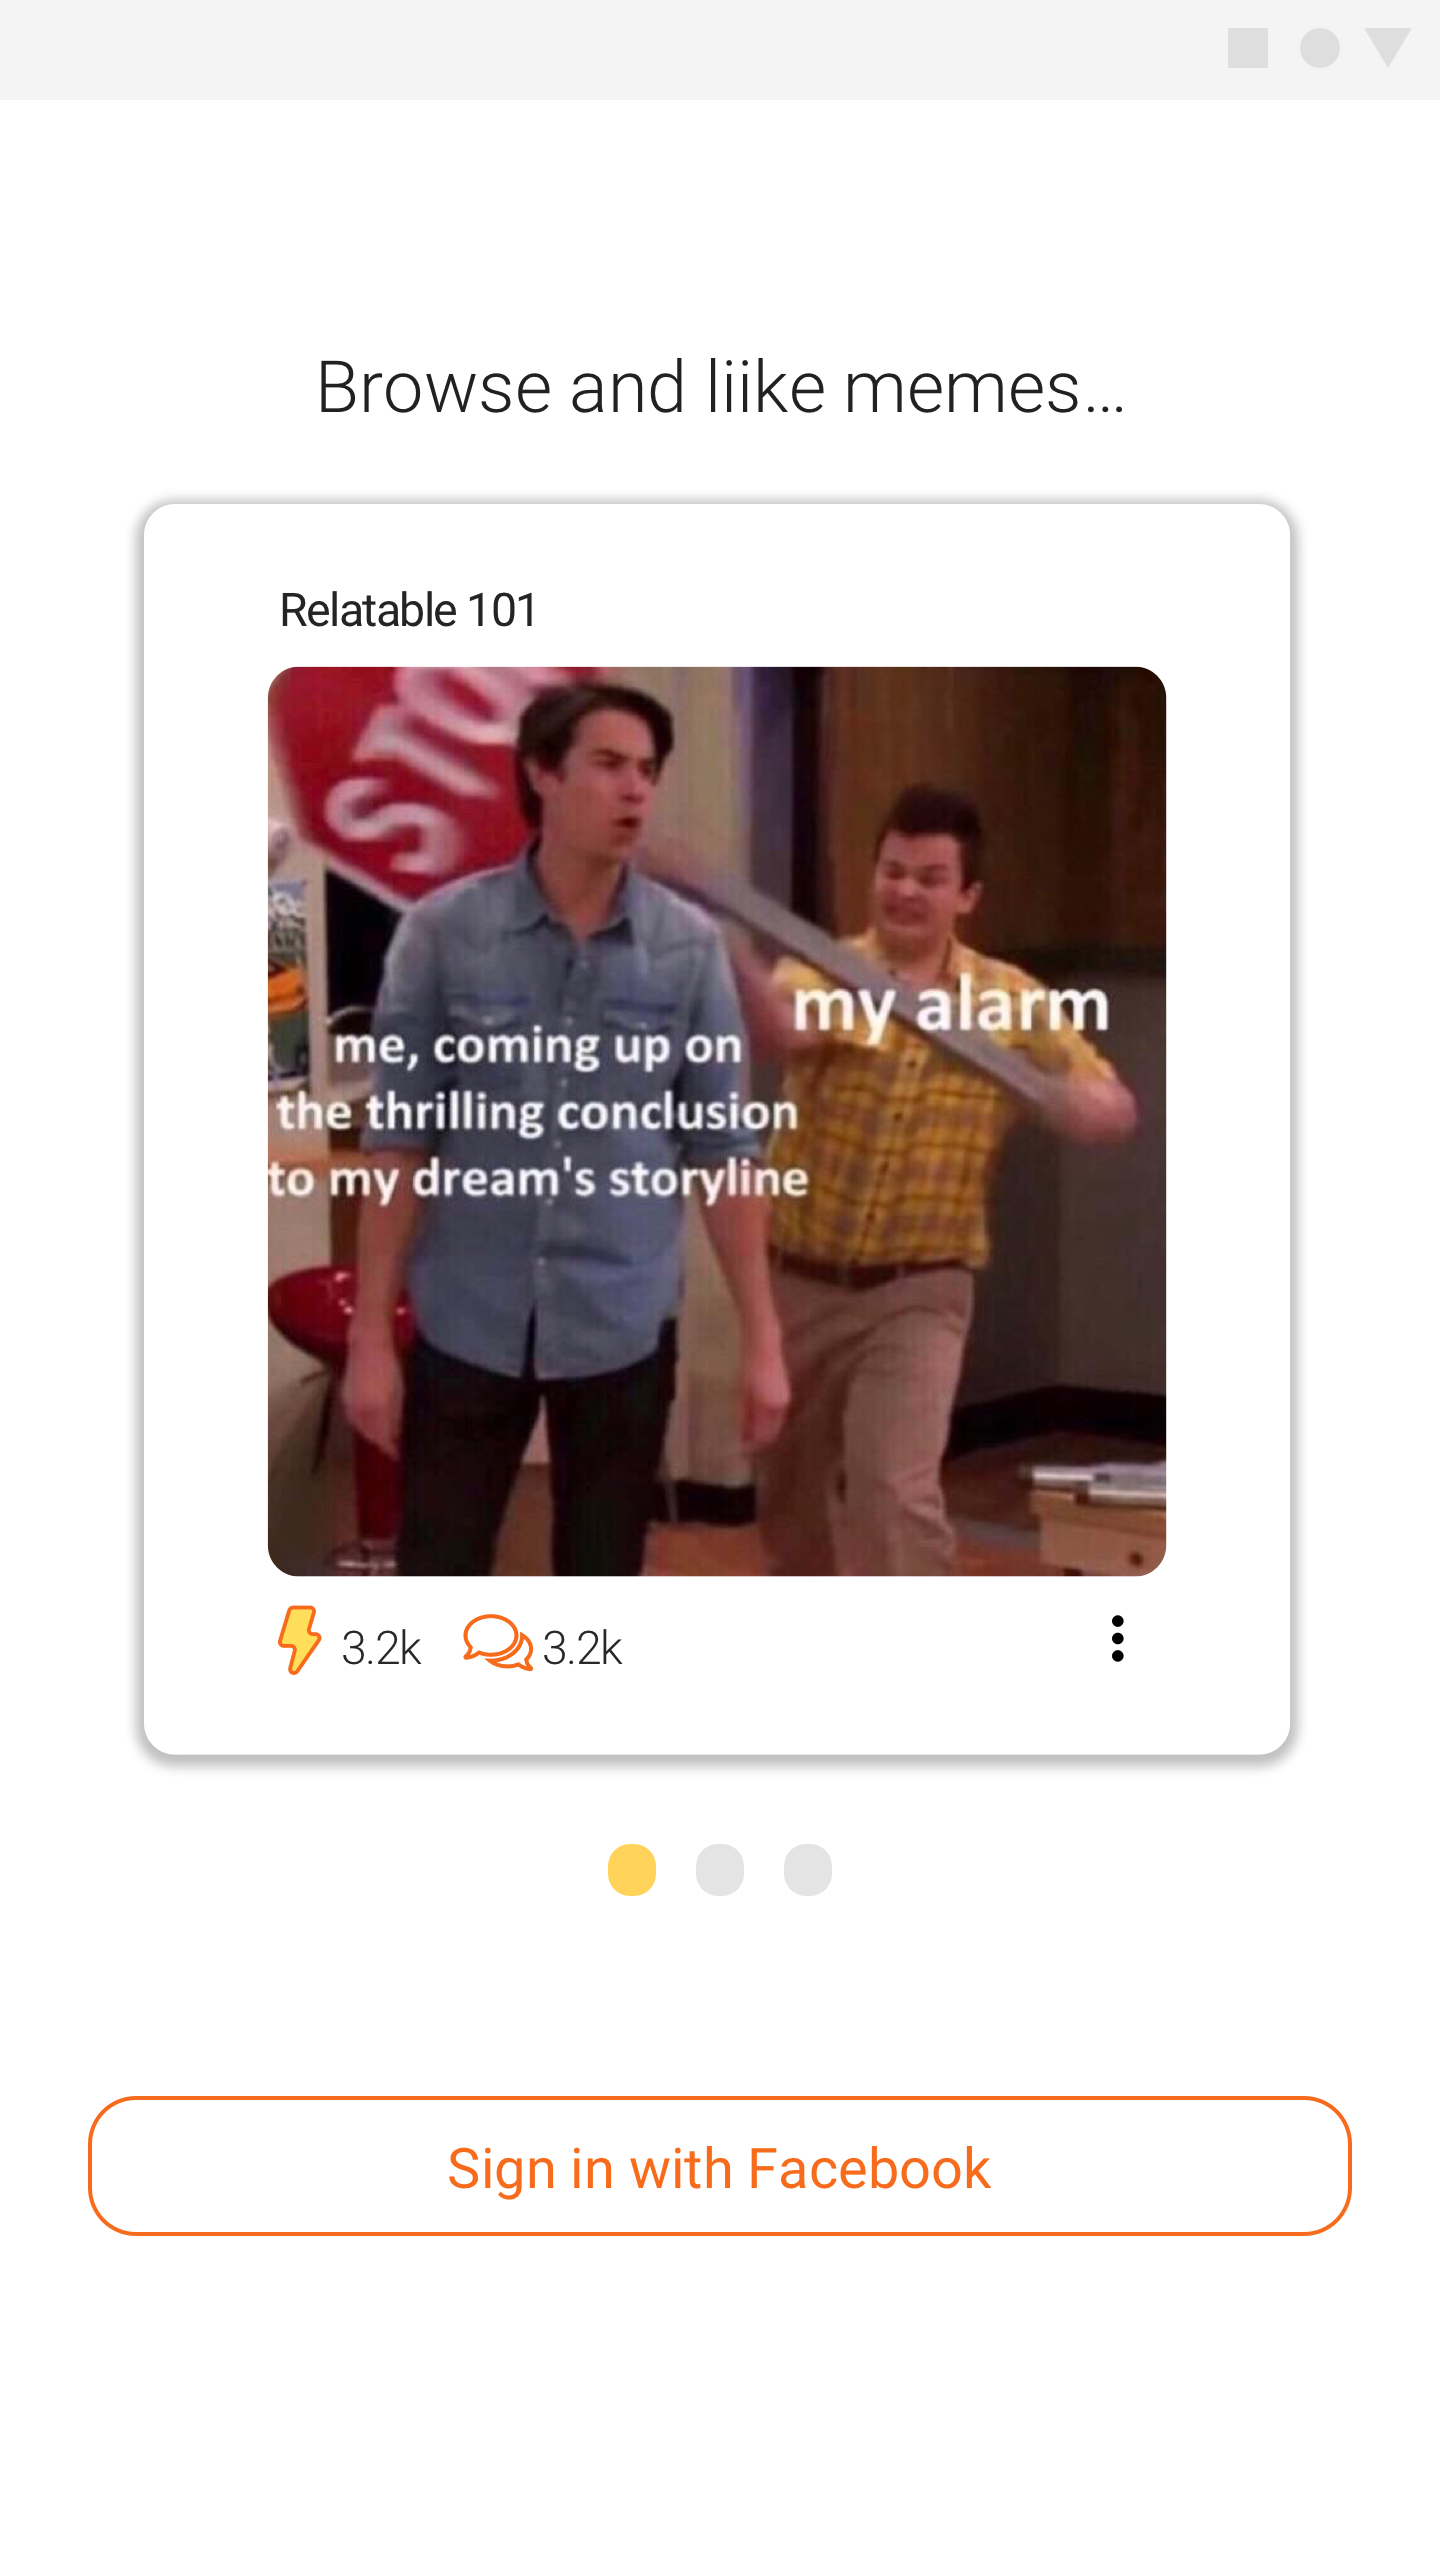 Browse and liike memes...
Relatable 101
STOP
my alarm
me, coming up on
the thrilling conclusion
to my dream's storyline
3.2k 3.2k
Sign in with Facebook